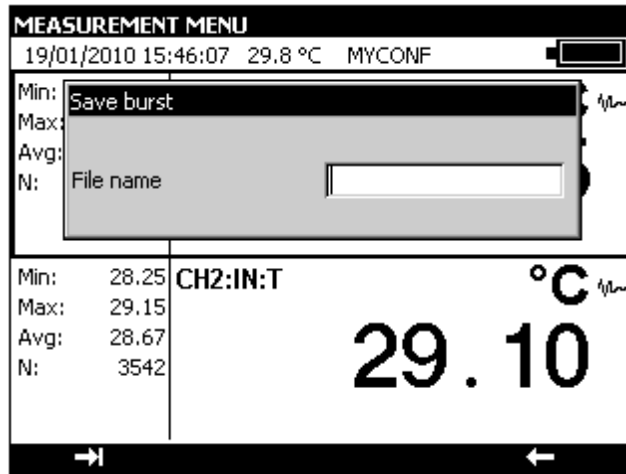 MEASUREMENT MENU
19/01/2010 15:46:07 29.8 °C MYCONF
Min:
Max:
Avg:
N:
Save burst
File name
Min: 28.25
Max: 29.15
Avg: 28.67
N: 3542
CH2:IN:T
°C
29.10